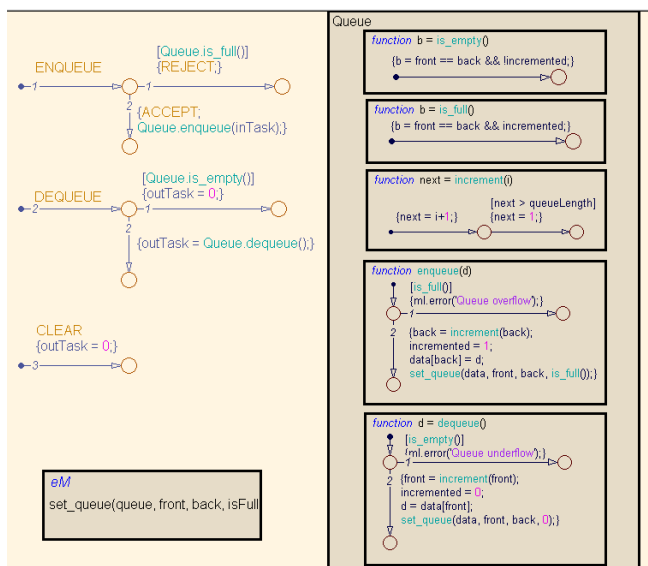 ENQUEUE
1
[Queue.is_full()]
{REJECT;}
1
2
{ACCEPT;
Queue.enqueue(inTask);}
DEQUEUE
2
[Queue.is_empty()]
{outTask = 0;}
1
2
{outTask = Queue.dequeue();}
CLEAR
{outTask = 0;}
3
eM
set_queue(queue, front, back, isFull
Queue
function b = is_empty()
{b = front == back && !incremented;}
function b = is_full()
{b = front == back && incremented;}
function next = increment(i)
{next = i+1;}
[next > queueLength]
{next = 1;}
function enqueue(d)
[is_full()]
{ml.error('Queue overflow');}
1
2
{back = increment(back);
incremented = 1;
data[back] = d;
set_queue(data, front, back, is_full());}
function d = dequeue()
[is_empty()]
{ml.error('Queue underflow');}
1
2
{front = increment(front);
incremented = 0;
d = data[front];
set_queue(data, front, back, 0);}